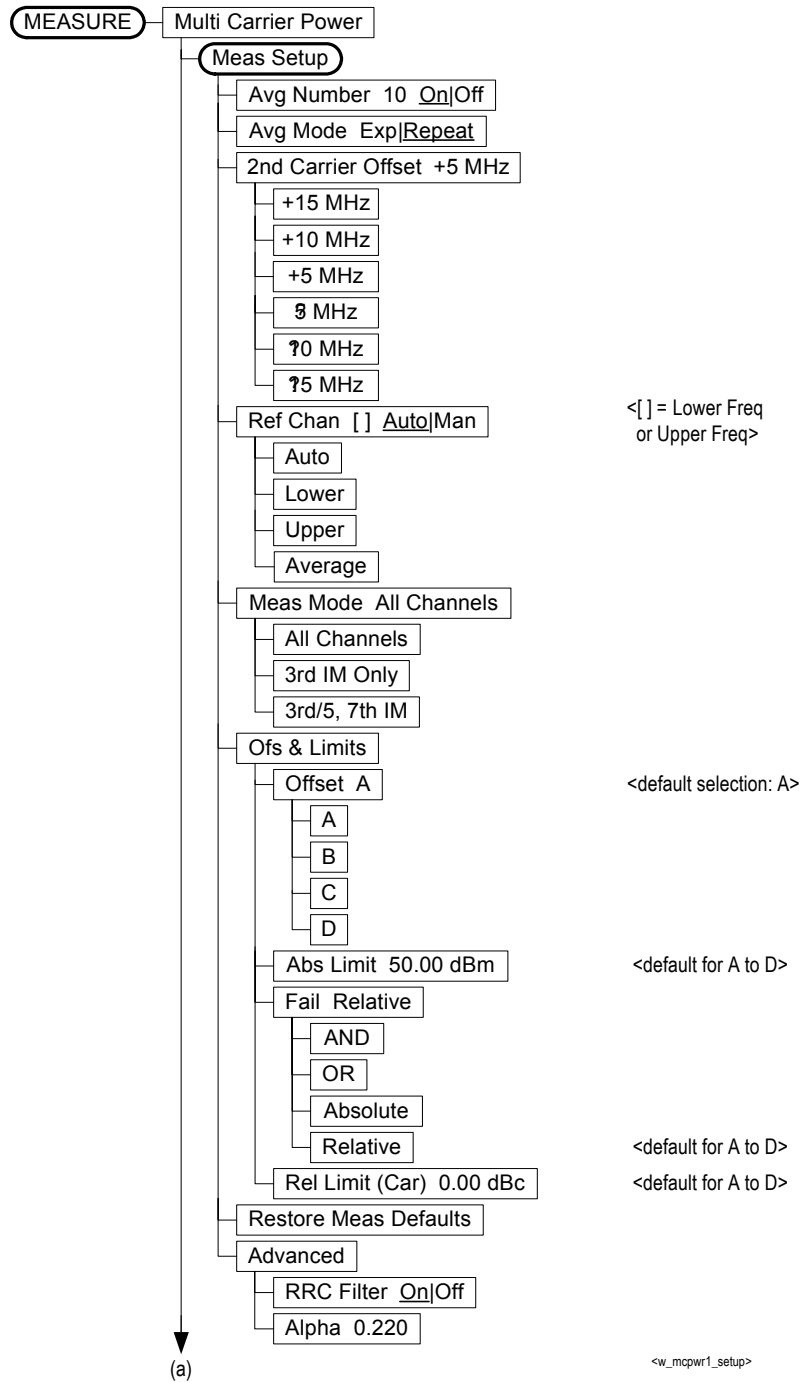 MEASURE
Multi Carrier Power
Meas Setup
Avg Number 10 On|Off
Avg Mode Exp|Repeat
2nd Carrier Offset +5 MHz
+15 MHz
+10 MHz
+5 MHz
MHz
0 MHz
5 MHz
Ref Chan [ ] Auto|Man
<[ ] = Lower Freq
or Upper Freq>
Auto
Lower
Upper
Average
Meas Mode All Channels
All Channels
3rd IM Only
3rd/5, 7th IM
Ofs & Limits
Offset A
<default selection: A>
A
B
C
D
Abs Limit 50.00 dBm
<default for A to D>
Fail Relative
AND
OR
Absolute
Relative
<default for A to D>
Rel Limit (Car) 0.00 dBc
<default for A to D>
Restore Meas Defaults
Advanced
RRC Filter On|Off
Alpha 0.220
(a)
<w_mcpwr1_setup>